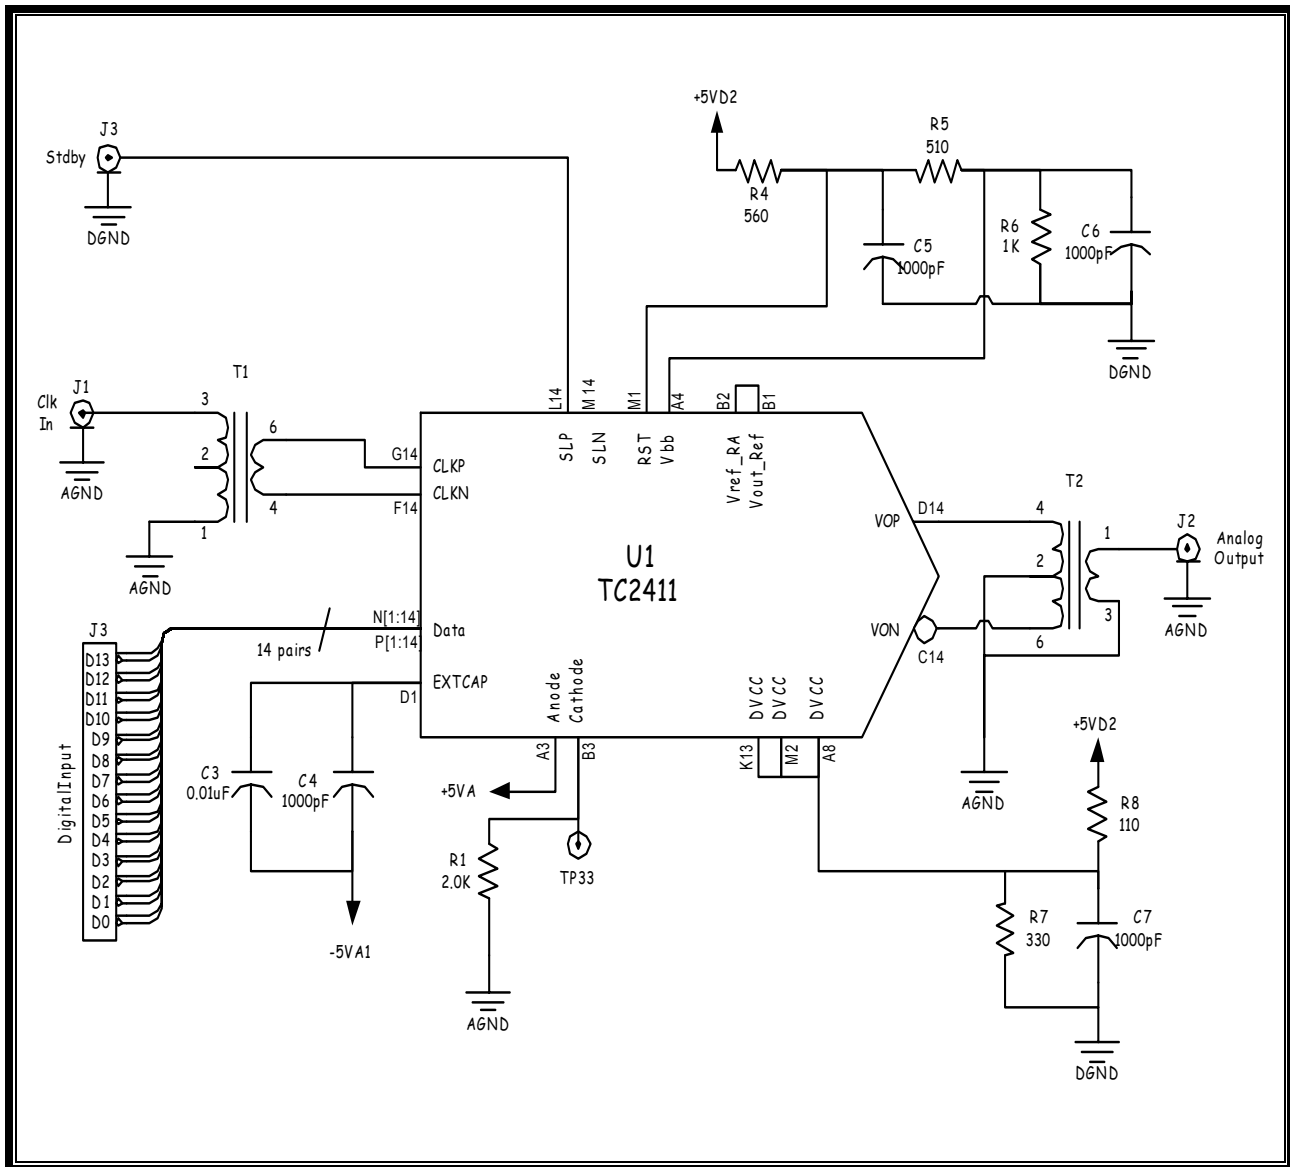 +5VD2
J3
Stdby
DGND
R4
560
R5
510
C5
1000pF
R6
1K
C6
1000pF
DGND
T1
J1
Clk
In
AGND
3
2
1
6
4
AGND
L14
M14
M1
A4
B2
B1
SLP
SLN
RST
Vbb
Vref_RA
Vout_Ref
G14
CLKP
CLKN
F14
U1
TC2411
VOP
D14
VON
C14
T2
4
2
6
1
3
J2
Analog
Output
AGND
AGND
J3
14 pairs
N[1:14]
P[1:14]
Data
EXTCAP
D1
DigitalInput
D13
D12
D11
D10
D9
D8
D7
D6
D5
D4
D3
D2
D1
D0
C3
0.01uF
C4
1000pF
-5VA1
Anode
Cathode
A3
B3
+5VA
R1
2.0K
TP33
AGND
DVCC
DVCC
DVCC
K13
M2
A8
+5VD2
R8
110
R7
330
C7
1000pF
DGND